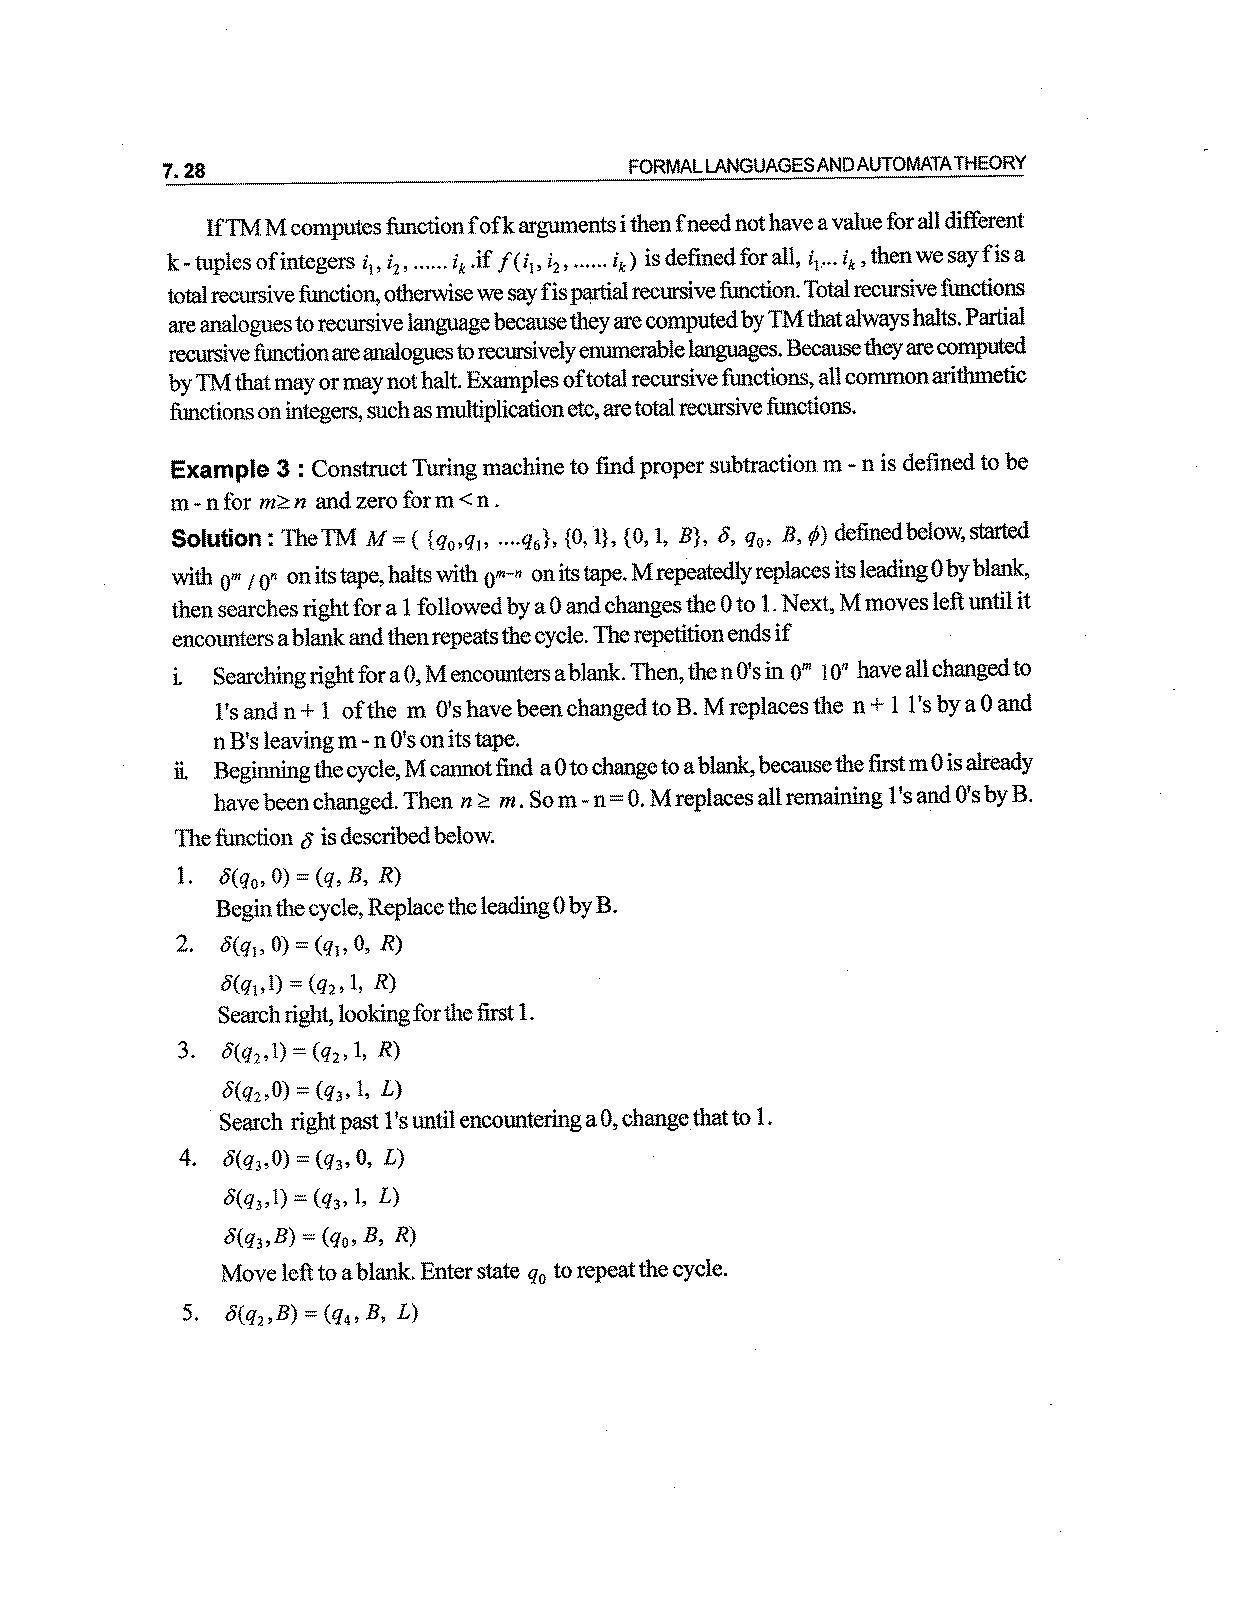 7. 28 FORMAL LANGUAGES AND AUTOMATA THEORY
If TM M computes function f of k arguments i then f need not have a value for all different
k - tuples of integers i₁, i₂, ...... iₖ .if f(i₁, i₂, ...... iₖ) is defined for all, i₁... iₖ , then we say f is a
total recursive function, otherwise we say f is partial recursive function. Total recursive functions
are analogues to recursive language because they are computed by TM that always halts. Partial
recursive function are analogues to recursively enumerable languages. Because they are computed
by TM that may or may not halt. Examples of total recursive functions, all common arithmetic
functions on integers, such as multiplication etc, are total recursive functions.
Example 3 : Construct Turing machine to find proper subtraction m - n is defined to be
m - n for m≥n and zero for m < n .
Solution : The TM M = ( {q₀,q₁, ....q₆}, {0, 1}, {0, 1, B}, δ, q₀, B, ϕ) defined below, started
with 0ᵐ / 0ⁿ on its tape, halts with 0ᵐ⁻ⁿ on its tape. M repeatedly replaces its leading 0 by blank,
then searches right for a 1 followed by a 0 and changes the 0 to 1. Next, M moves left until it
encounters a blank and then repeats the cycle. The repetition ends if
i. Searching right for a 0, M encounters a blank. Then, the n 0's in 0ᵐ 10ⁿ have all changed to
1's and n + 1 of the m 0's have been changed to B. M replaces the n + 1 1's by a 0 and
n B's leaving m - n 0's on its tape.
ii. Beginning the cycle, M cannot find a 0 to change to a blank, because the first m 0 is already
have been changed. Then n ≥ m. So m - n = 0. M replaces all remaining 1's and 0's by B.
The function δ is described below.
1. δ(q₀, 0) = (q, B, R)
Begin the cycle, Replace the leading 0 by B.
2. δ(q₁, 0) = (q₁, 0, R)
δ(q₁,1) = (q₂, 1, R)
Search right, looking for the first 1.
3. δ(q₂,1) = (q₂, 1, R)
δ(q₂,0) = (q₃, 1, L)
Search right past 1's until encountering a 0, change that to 1.
4. δ(q₃,0) = (q₃, 0, L)
δ(q₃,1) = (q₃, 1, L)
δ(q₃,B) = (q₀, B, R)
Move left to a blank. Enter state q₀ to repeat the cycle.
5. δ(q₂,B) = (q₄, B, L)